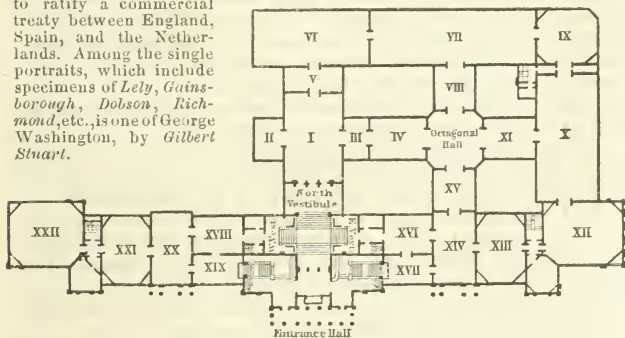 to ratify a commercial
treaty between England,
Spain, and the Nether-
lands. Among the single
portraits, which include
specimens of Lely, Gains-
borough, Dobson, Rich-
mond, etc., is one of George
Washington, by Gilbert
Stuart.
VI
VII
IX
V
VIII
II
I
III
IV
Octagonal
Hall
XI
X
North
Vestibule
XV
XXII
XXI
XX
XVIII
XVI
XIV
XIII
XII
XIX
XVII
Entrance Hall